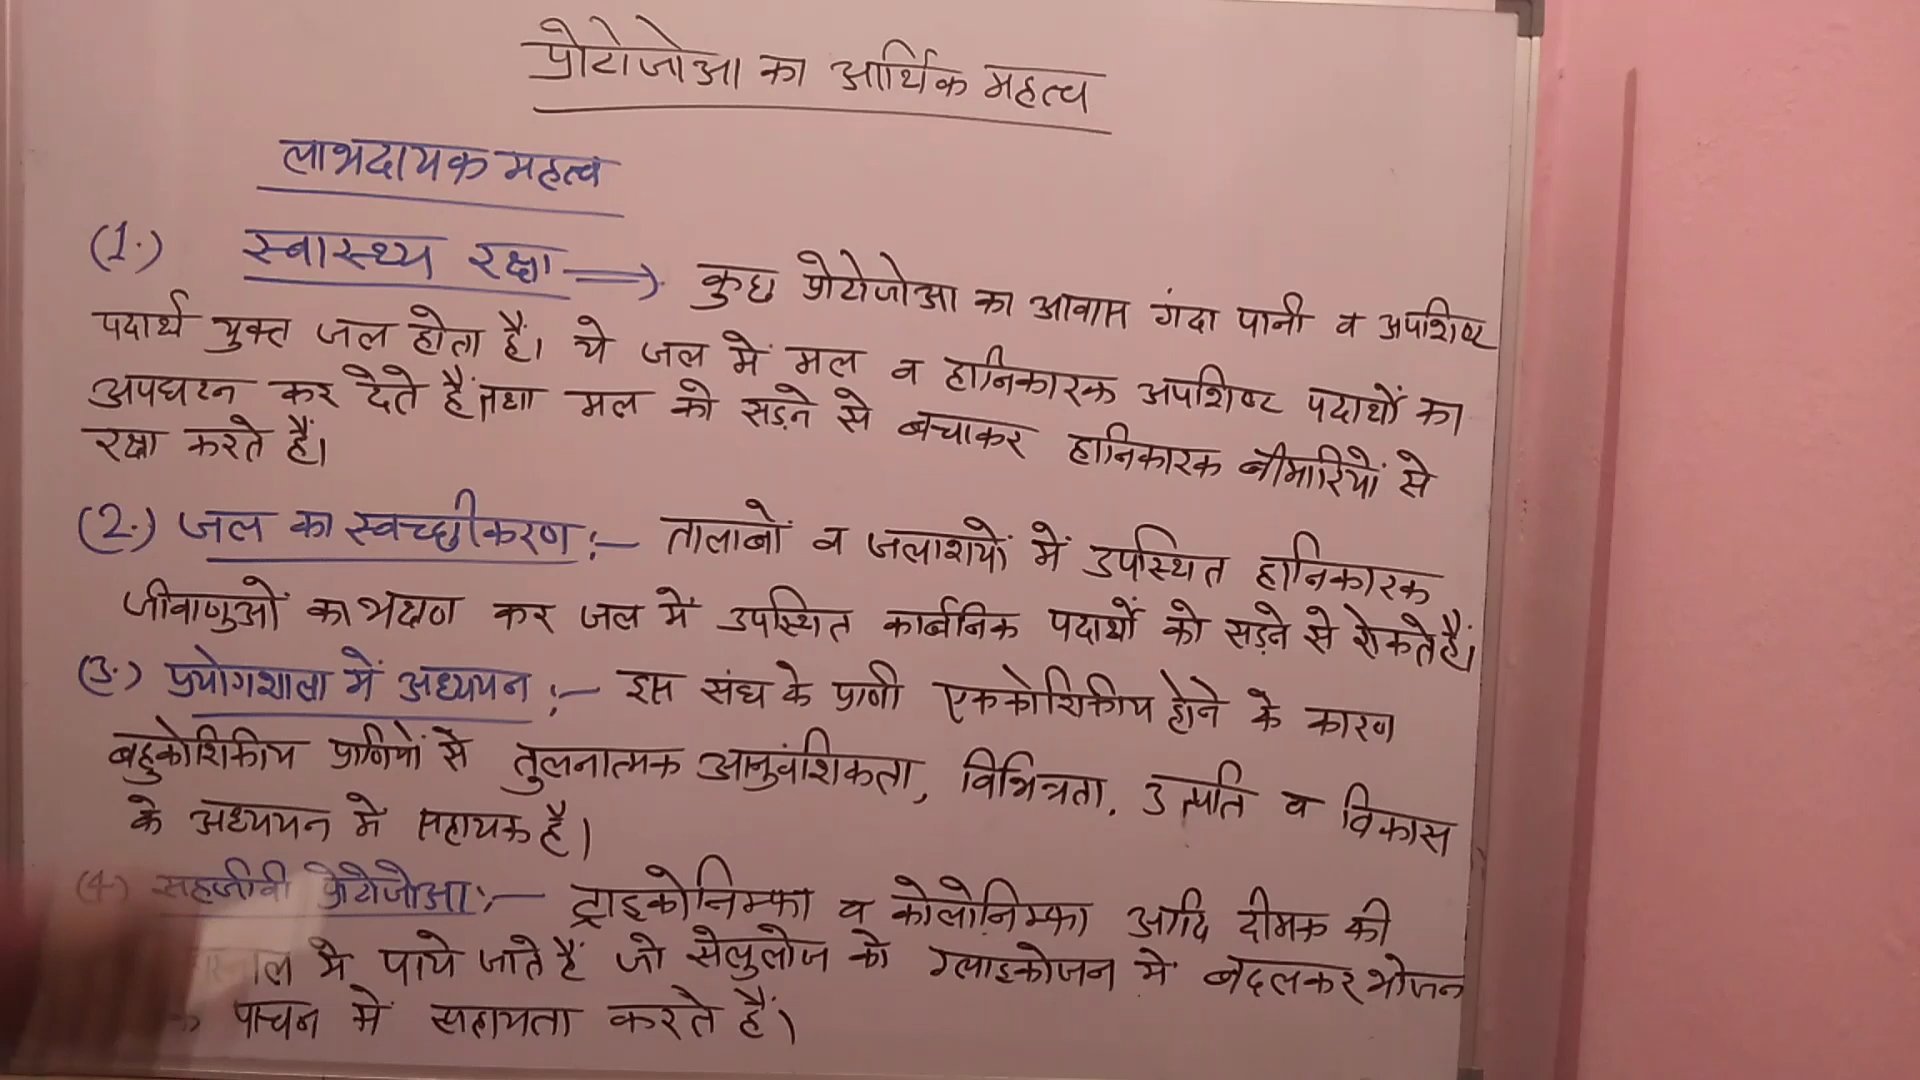 प्रोटोजोआ का आर्थिक महत्व
लाभदायक महत्व
(1.) स्वास्थ्य रक्षा → कुछ प्रोटोजोआ का आवास गंदा पानी व अपशिष्ट
पदार्थ युक्त जल होता है। ये जल में मल व हानिकारक अपशिष्ट पदार्थों का
अपघटन कर देते हैं तथा मल को सड़ने से बचाकर हानिकारक बीमारियों से
रक्षा करते हैं।
(2.) जल का स्वच्छीकरण :- तालाबों व जलाशयों में उपस्थित हानिकारक
जीवाणुओं का भक्षण कर जल में उपस्थित कार्बनिक पदार्थों को सड़ने से रोकते हैं।
(3.) प्रयोगशाला में अध्ययन :- इस संघ के प्राणी एककोशिकीय होने के कारण
बहुकोशिकीय प्राणियों से तुलनात्मक आनुवंशिकता, विभिन्नता, उत्पति व विकास
के अध्ययन में सहायक है।
(4.) सहजीवी प्रोटोजोआ :- ट्राइकोनिम्फा व कोलोनिम्फा आदि दीमक की
में पाये जाते हैं जो सेलुलोज को ग्लाइकोजन में बदलकर भोजन
पाचन में सहायता करते हैं।